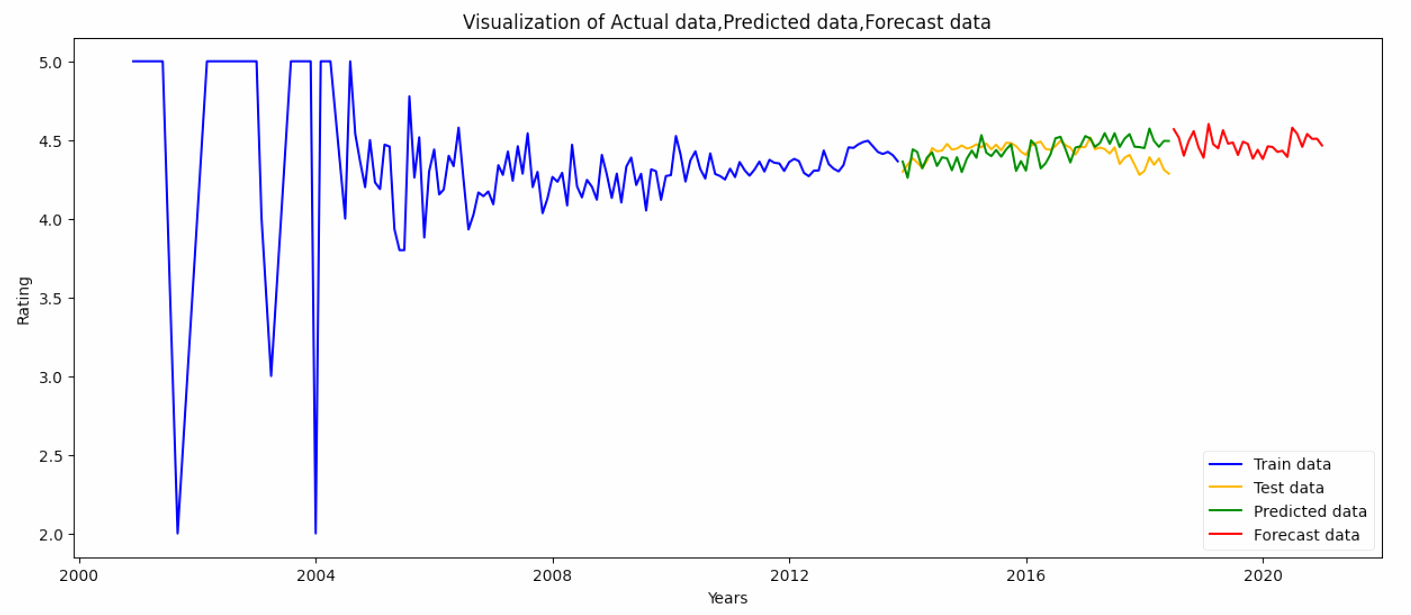 Visualization of Actual data,Predicted data,Forecast data
5.0
4.5
4.0
3.5
3.0
2.5
2.0
Rating
2000 2004 2008 2012 2016 2020
Years
Train data
Test data
Predicted data
Forecast data